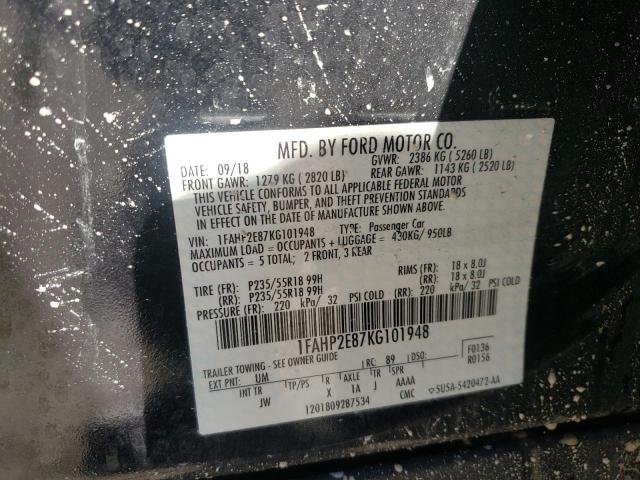 MFD. BY FORD MOTOR CO.
DATE: 09/18 GVWR: 2386 KG ( 5260 LB)
FRONT GAWR: 1279 KG ( 2820 LB) REAR GAWR: 1143 KG ( 2520 LB)
THIS VEHICLE CONFORMS TO ALL APPLICABLE FEDERAL MOTOR
VEHICLE SAFETY, BUMPER, AND THEFT PREVENTION STANDARDS
IN EFFECT ON THE DATE OF MANUFACTURE SHOWN ABOVE.
VIN: 1FAHP2E87KG101948 TYPE: Passenger Car
MAXIMUM LOAD = OCCUPANTS + LUGGAGE = 430KG/ 950LB
OCCUPANTS = 5 TOTAL; 2 FRONT, 3 REAR
TIRE (FR): P235/55R18 99H RIMS (FR): 18 x 8.0J
(RR): P235/55R18 99H (RR): 18 x 8.0J
PRESSURE (FR): 220 kPa/ 32 PSI COLD (RR): 220 kPa/ 32 PSI COLD
1FAHP2E87KG101948
TRAILER TOWING - SEE OWNER GUIDE F0136
EXT PNT: UM RC: 89 DSO: R0156
INT TR TP/PS R AXLE TR SPR
JW X 1A J AAAA
1201809287534 CMC 5USA-5420472-AA